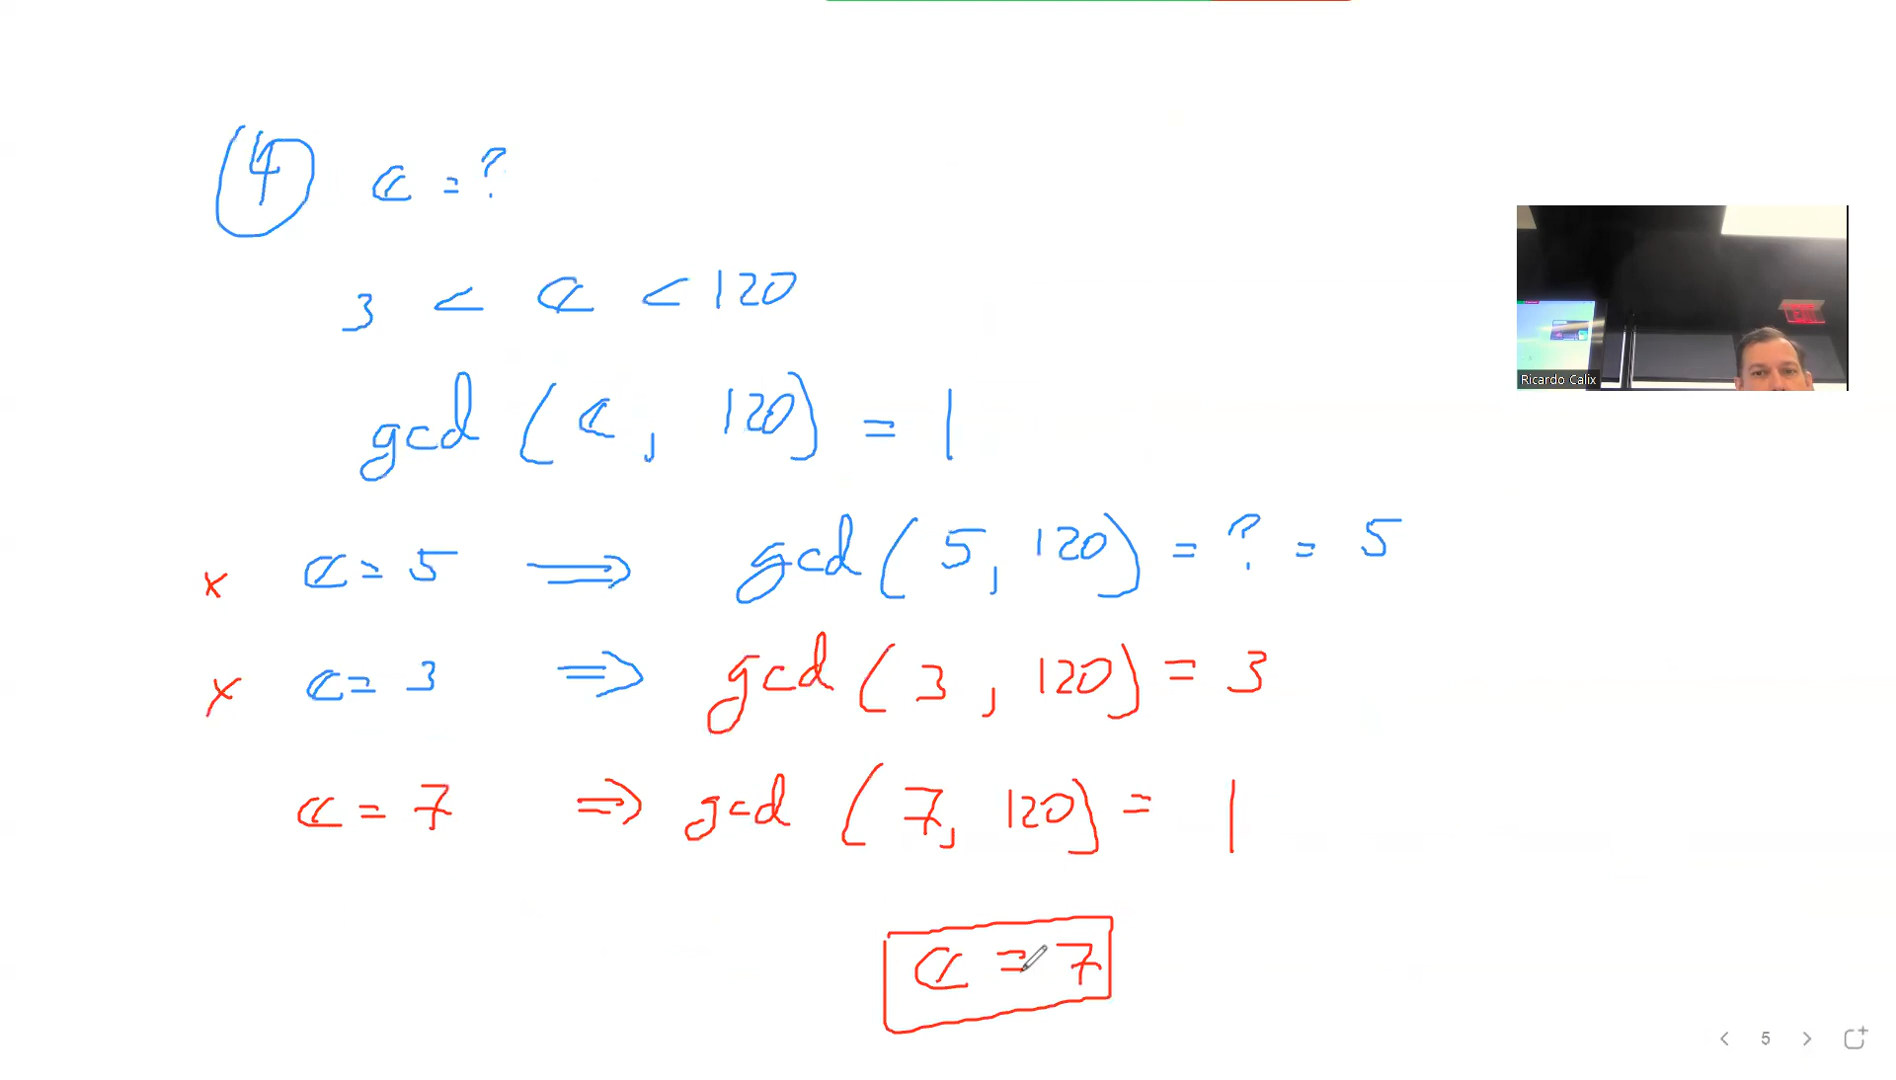 4 e = ?
3 < e < 120
gcd ( e , 120 ) = 1
x e = 5 ⟹ gcd ( 5 , 120 ) = ? = 5
x e = 3 ⟹ gcd ( 3 , 120 ) = 3
e = 7 ⟹ gcd ( 7, 120 ) = 1
e = 7
EXIT
Ricardo Calix
5